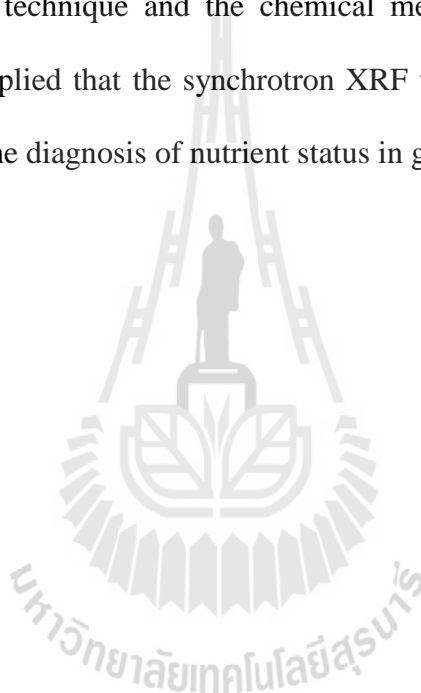 technique and the chemical me
plied that the synchrotron XRF
ne diagnosis of nutrient status in g
มหาวิทยาลัยเทคโนโลยีสุรนารี